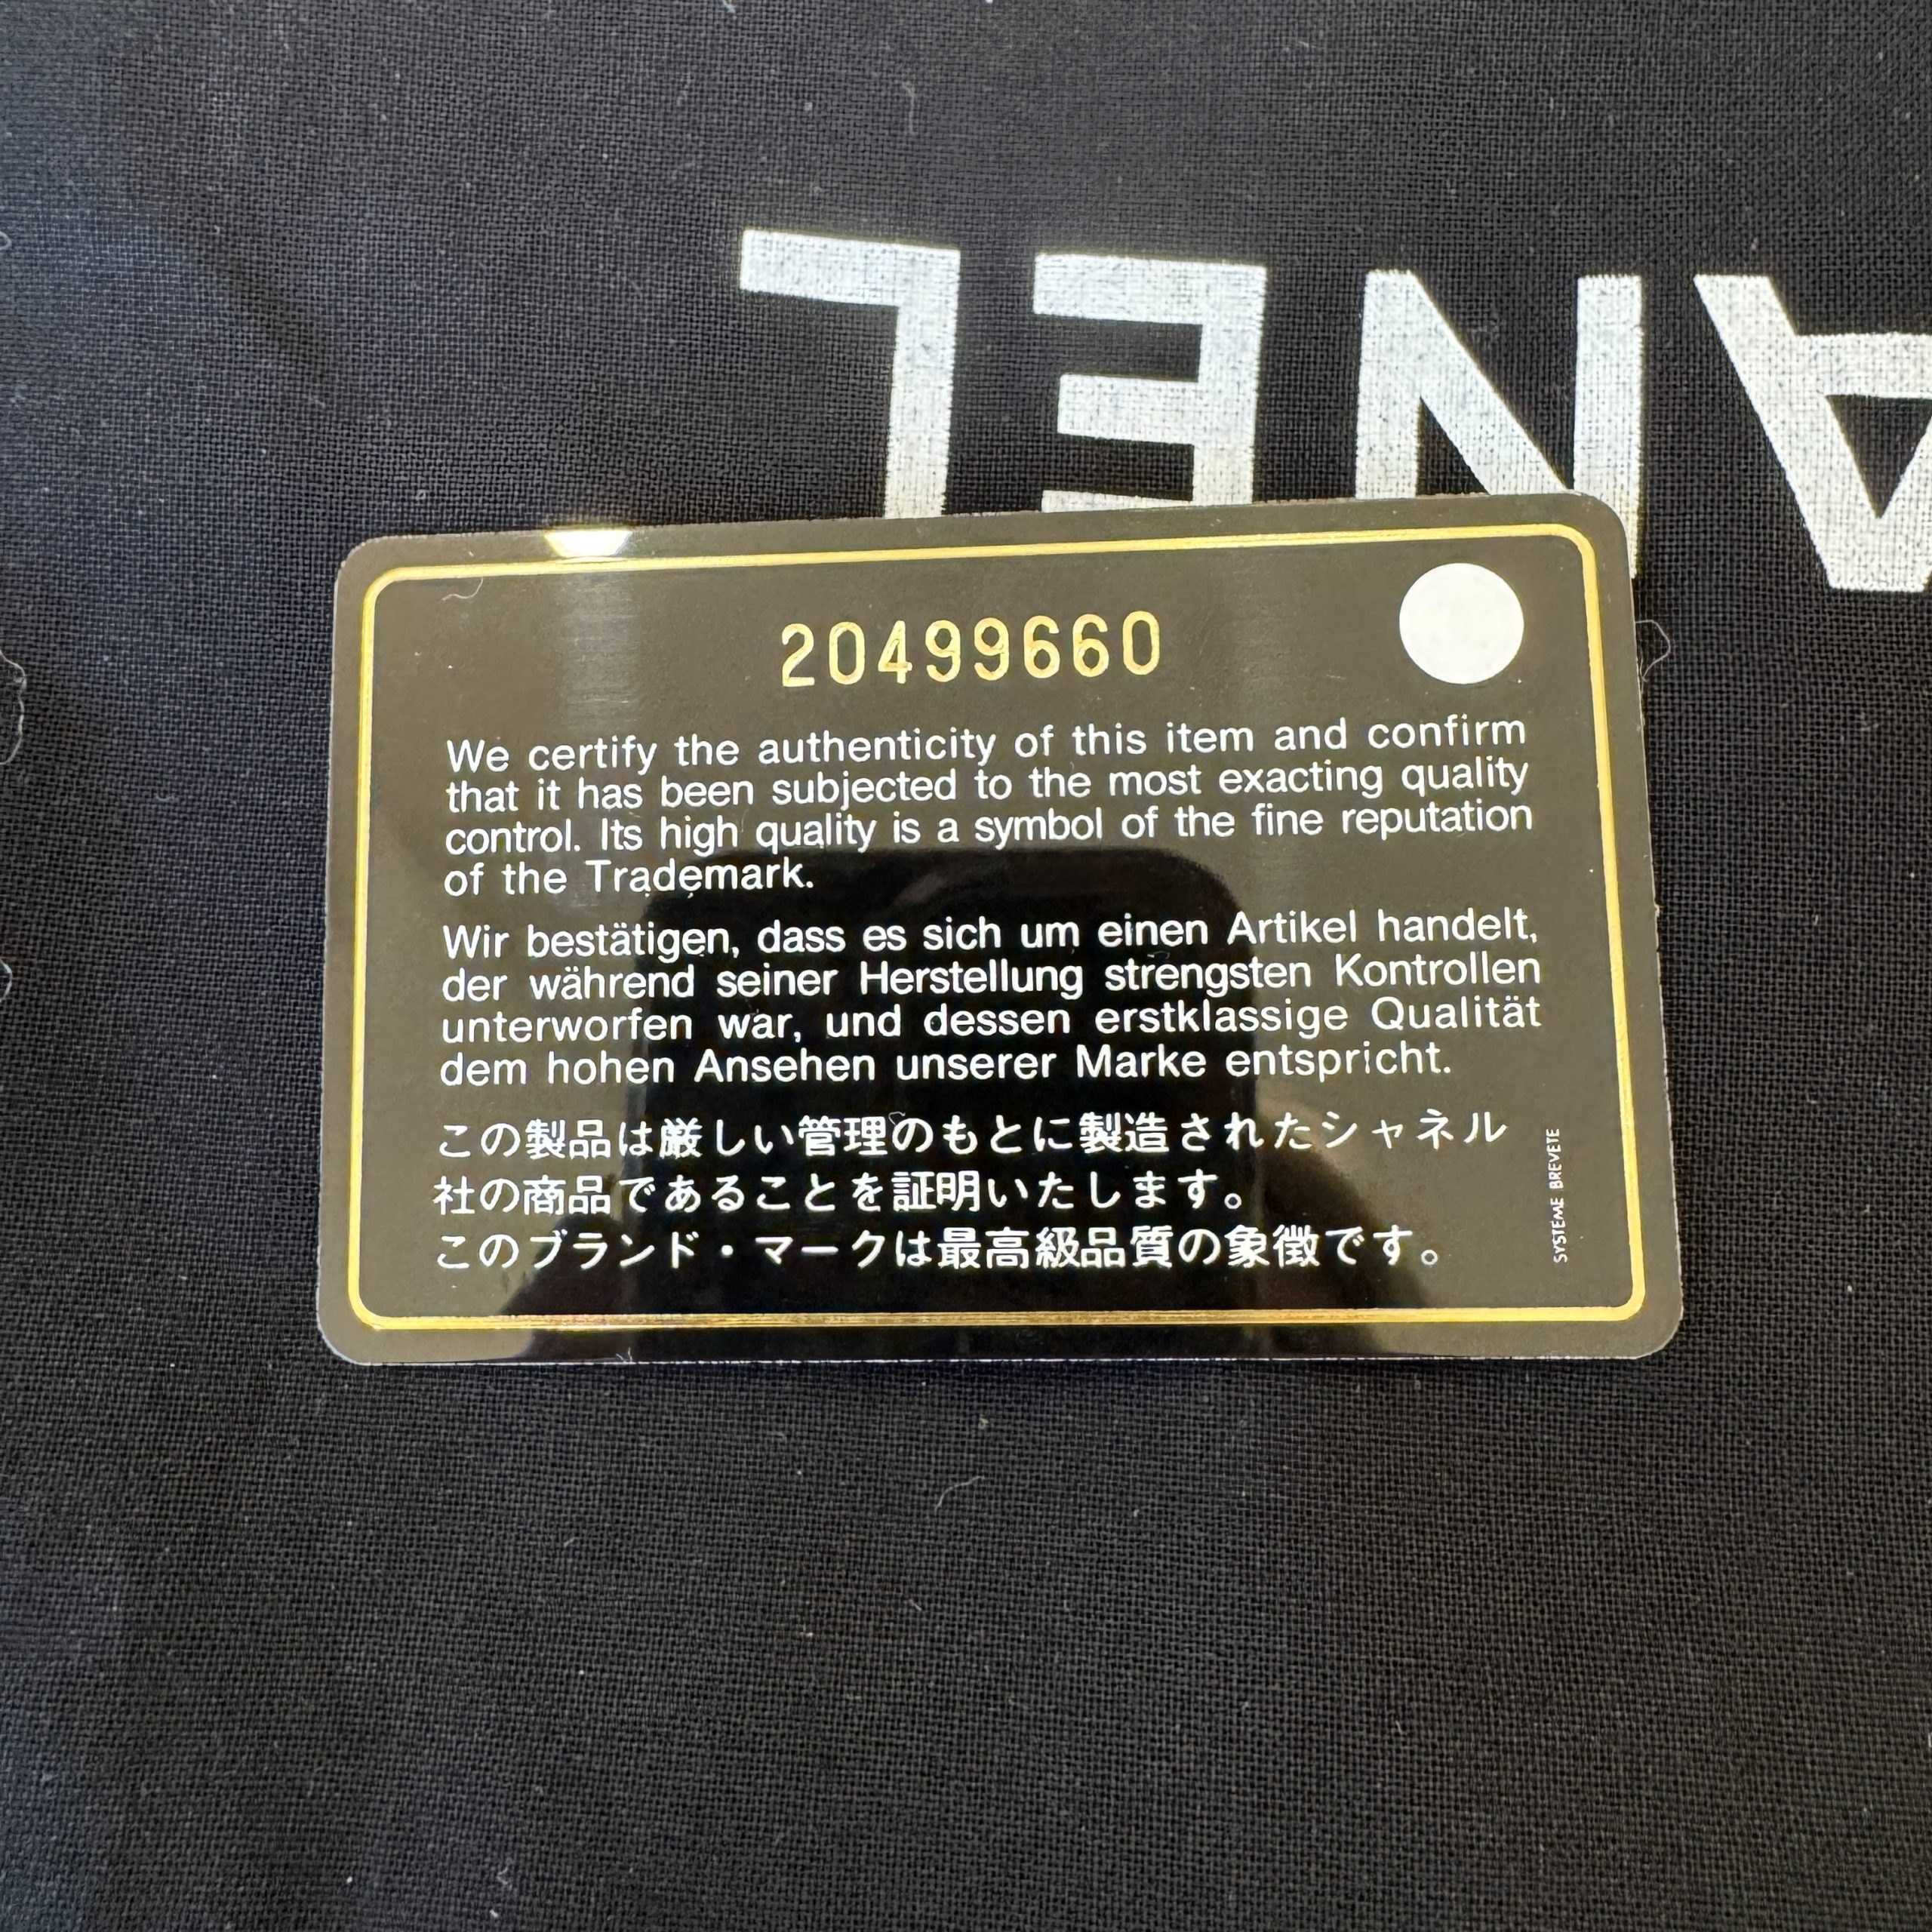 ANEL
20499660
We certify the authenticity of this item and confirm
that it has been subjected to the most exacting quality
control. Its high quality is a symbol of the fine reputation
of the Trademark.
Wir bestätigen, dass es sich um einen Artikel handelt,
der während seiner Herstellung strengsten Kontrollen
unterworfen war, und dessen erstklassige Qualität
dem hohen Ansehen unserer Marke entspricht.
この製品は厳しい管理のもとに製造されたシャネル
社の商品であることを証明いたします。
このブランド・マークは最高級品質の象徴です。
SYSTEME BREVETE